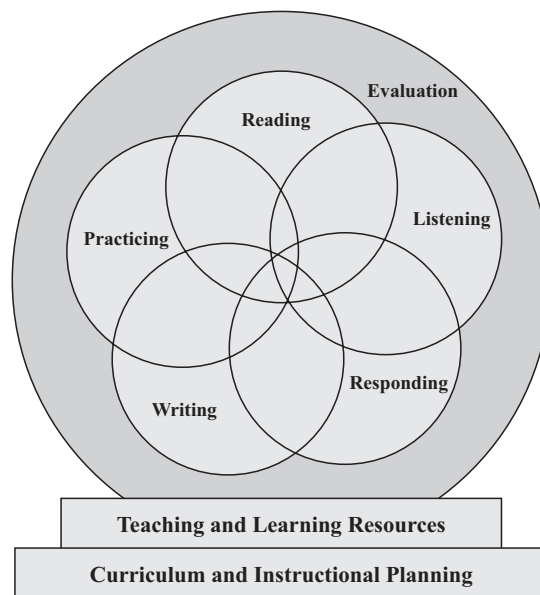 Evaluation
Reading
Listening
Practicing
Responding
Writing
Teaching and Learning Resources
Curriculum and Instructional Planning